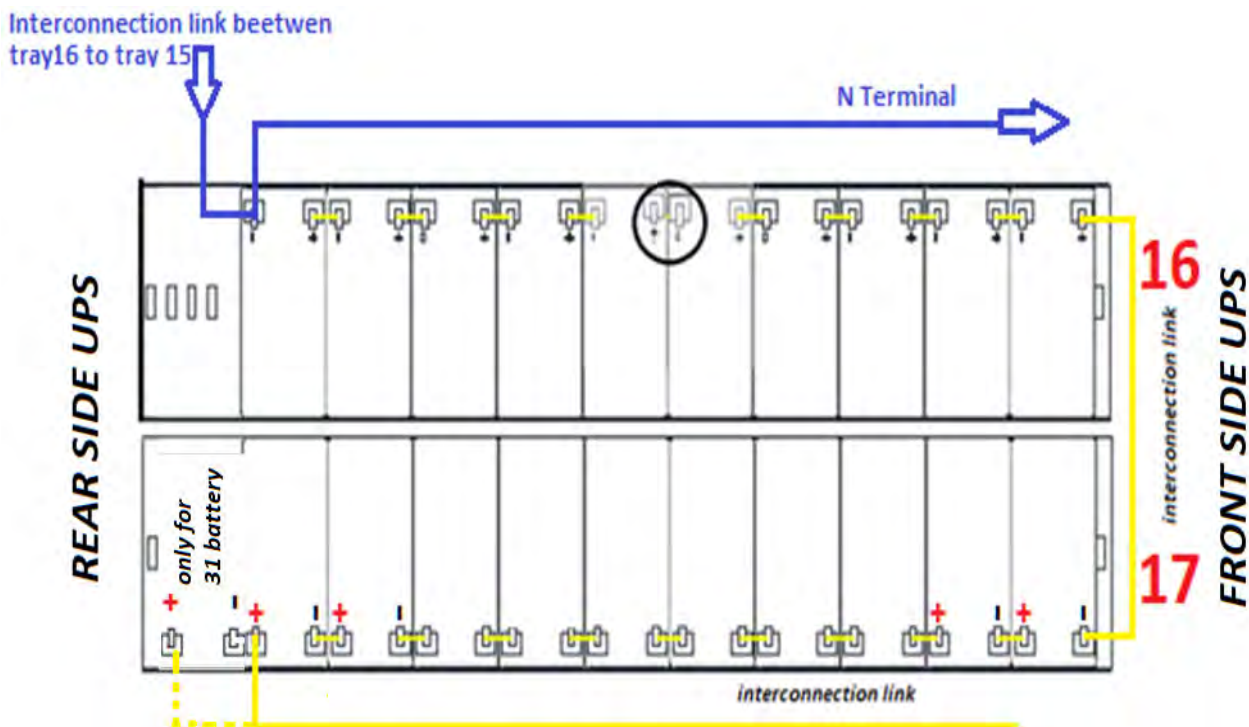 Interconnection link beetwen
tray16 to tray 15
N Terminal
REAR SIDE UPS
16
interconnection link
FRONT SIDE UPS
17
only for
31 battery
+ - + - + - + - + -
interconnection link